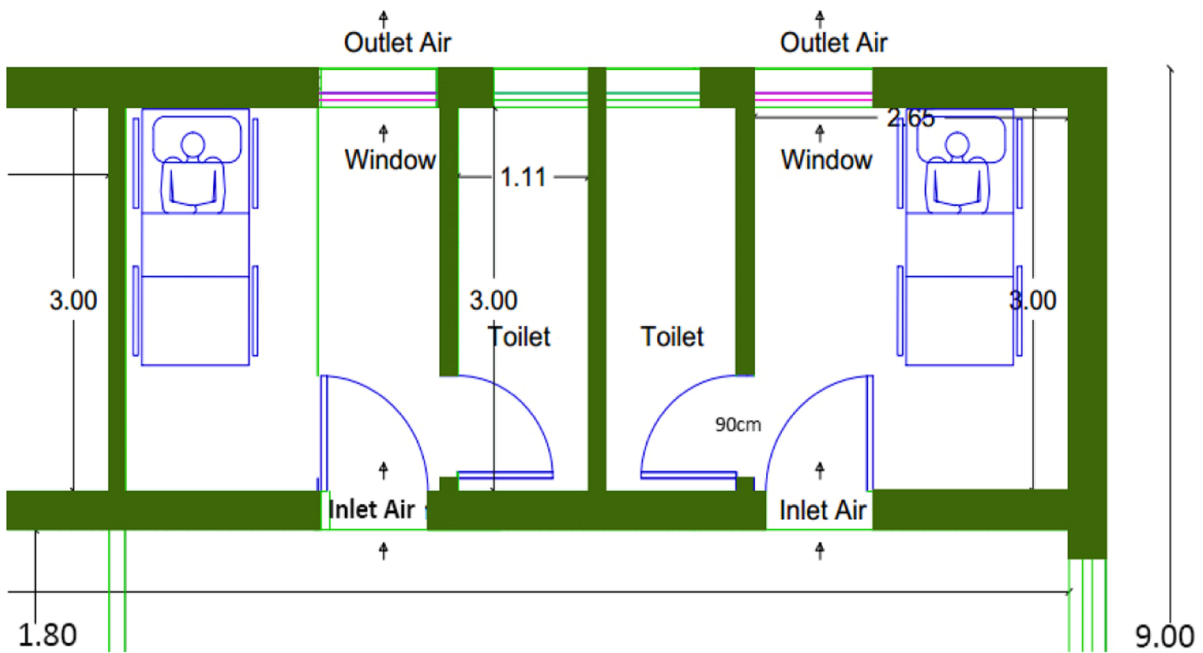 Outlet Air
Outlet Air
2.65
Window
Window
1.11
3.00
3.00
3.00
Toilet
Toilet
90cm
Inlet Air
Inlet Air
1.80
9.00